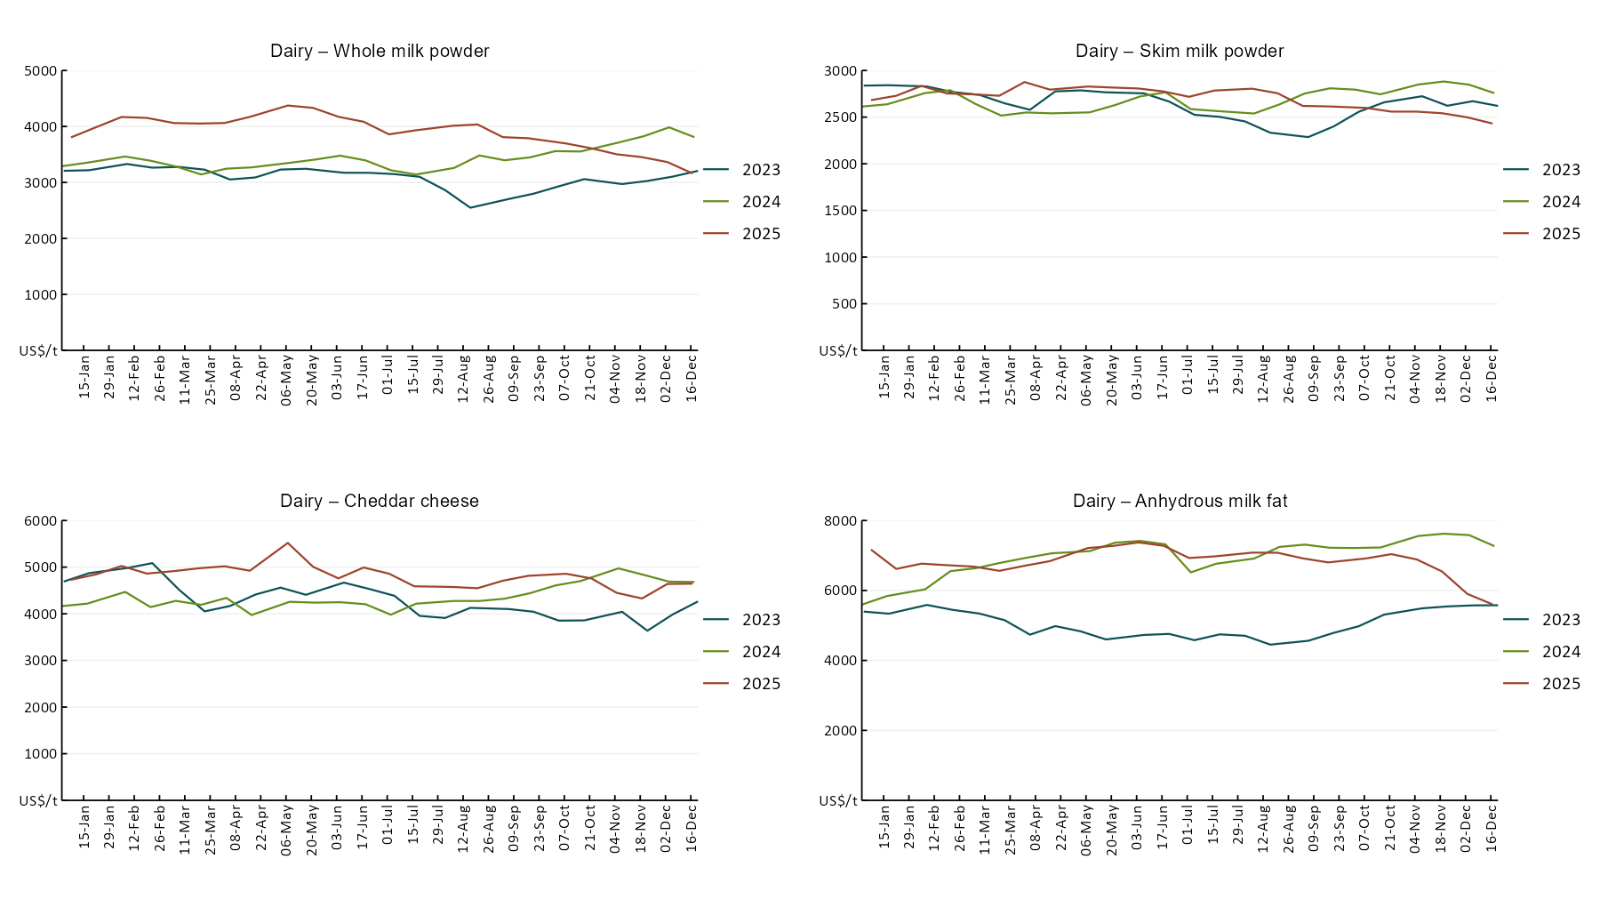 Dairy – Whole milk powder
5000
4000
3000
2000
1000
US$/t
15-Jan
29-Jan
12-Feb
26-Feb
11-Mar
25-Mar
08-Apr
22-Apr
06-May
20-May
03-Jun
17-Jun
01-Jul
15-Jul
29-Jul
12-Aug
26-Aug
09-Sep
23-Sep
07-Oct
21-Oct
04-Nov
18-Nov
02-Dec
16-Dec
2023
2024
2025
Dairy – Skim milk powder
3000
2500
2000
1500
1000
500
US$/t
15-Jan
29-Jan
12-Feb
26-Feb
11-Mar
25-Mar
08-Apr
22-Apr
06-May
20-May
03-Jun
17-Jun
01-Jul
15-Jul
29-Jul
12-Aug
26-Aug
09-Sep
23-Sep
07-Oct
21-Oct
04-Nov
18-Nov
02-Dec
16-Dec
2023
2024
2025
Dairy – Cheddar cheese
6000
5000
4000
3000
2000
1000
US$/t
15-Jan
29-Jan
12-Feb
26-Feb
11-Mar
25-Mar
08-Apr
22-Apr
06-May
20-May
03-Jun
17-Jun
01-Jul
15-Jul
29-Jul
12-Aug
26-Aug
09-Sep
23-Sep
07-Oct
21-Oct
04-Nov
18-Nov
02-Dec
16-Dec
2023
2024
2025
Dairy – Anhydrous milk fat
8000
6000
4000
2000
US$/t
15-Jan
29-Jan
12-Feb
26-Feb
11-Mar
25-Mar
08-Apr
22-Apr
06-May
20-May
03-Jun
17-Jun
01-Jul
15-Jul
29-Jul
12-Aug
26-Aug
09-Sep
23-Sep
07-Oct
21-Oct
04-Nov
18-Nov
02-Dec
16-Dec
2023
2024
2025